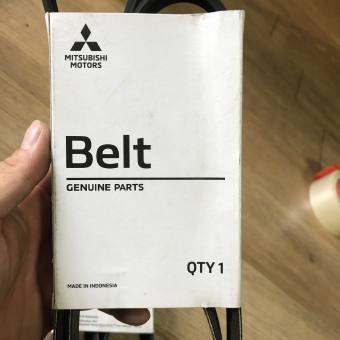 MITSUBISHI
MOTORS
Belt
GENUINE PARTS
QTY 1
MADE IN INDONESIA